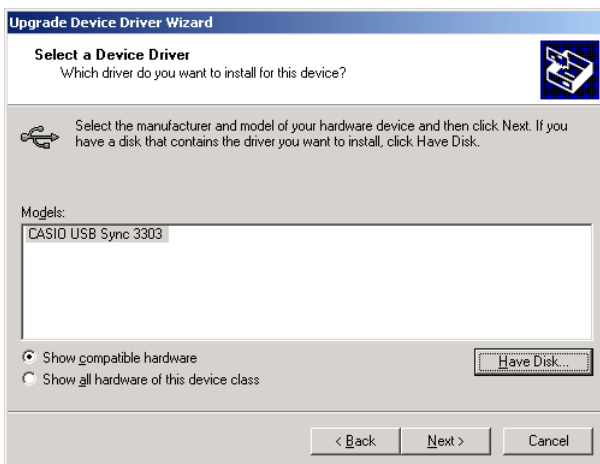 Upgrade Device Driver Wizard
Select a Device Driver
Which driver do you want to install for this device?
Select the manufacturer and model of your hardware device and then click Next. If you
have a disk that contains the driver you want to install, click Have Disk.
Models:
CASIO USB Sync 3303
Show compatible hardware
Have Disk...
Show all hardware of this device class
< Back
Next >
Cancel